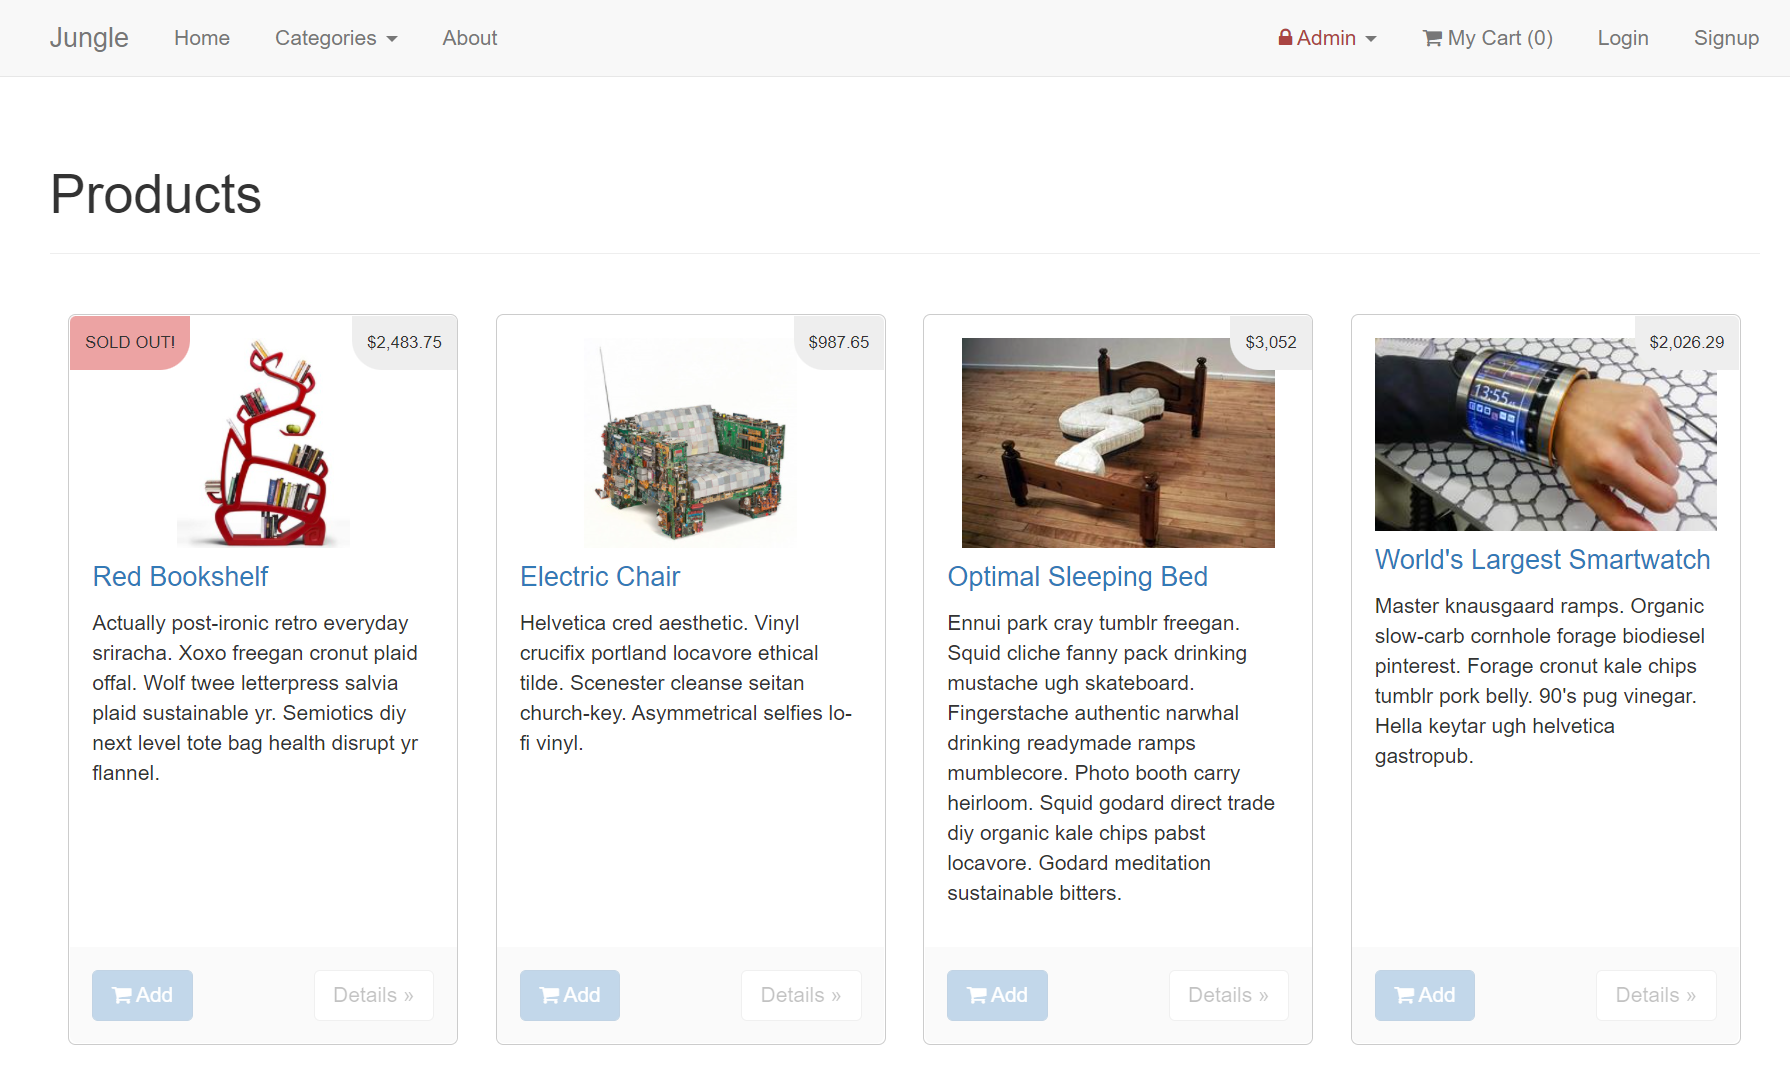 Jungle Home Categories About Admin My Cart (0) Login Signup
Products
SOLD OUT! $2,483.75
Red Bookshelf
Actually post-ironic retro everyday
sriracha. Xoxo freegan cronut plaid
offal. Wolf twee letterpress salvia
plaid sustainable yr. Semiotics diy
next level tote bag health disrupt yr
flannel.
Add Details »
$987.65
Electric Chair
Helvetica cred aesthetic. Vinyl
crucifix portland locavore ethical
tilde. Scenester cleanse seitan
church-key. Asymmetrical selfies lo-
fi vinyl.
Add Details »
$3,052
Optimal Sleeping Bed
Ennui park cray tumblr freegan.
Squid cliche fanny pack drinking
mustache ugh skateboard.
Fingerstache authentic narwhal
drinking readymade ramps
mumblecore. Photo booth carry
heirloom. Squid godard direct trade
diy organic kale chips pabst
locavore. Godard meditation
sustainable bitters.
Add Details »
$2,026.29
13:55
World's Largest Smartwatch
Master knausgaard ramps. Organic
slow-carb cornhole forage biodiesel
pinterest. Forage cronut kale chips
tumblr pork belly. 90's pug vinegar.
Hella keytar ugh helvetica
gastropub.
Add Details »